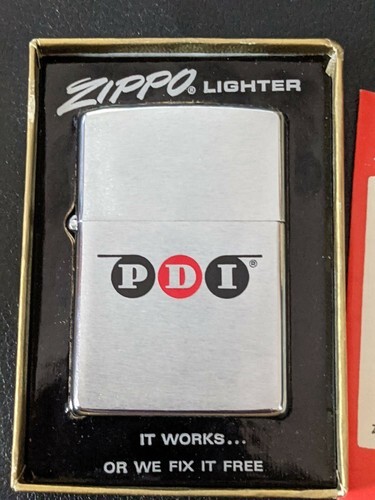 ZIPPO® LIGHTER
PDI®
IT WORKS...
OR WE FIX IT FREE